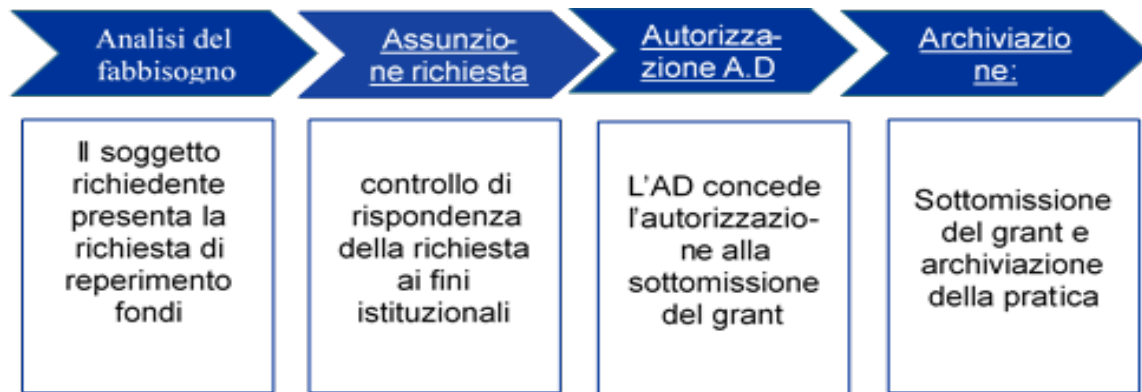 Analisi del
fabbisogno
Assunzio-
ne richiesta
Autorizza-
zione A.D
Archiviazio
ne:
Il soggetto
richiedente
presenta la
richiesta di
reperimento
fondi
controllo di
rispondenza
della richiesta
ai fini
istituzionali
L'AD concede
l'autorizzazio-
ne alla
sottomissione
del grant
Sottomissione
del grant e
archiviazione
della pratica